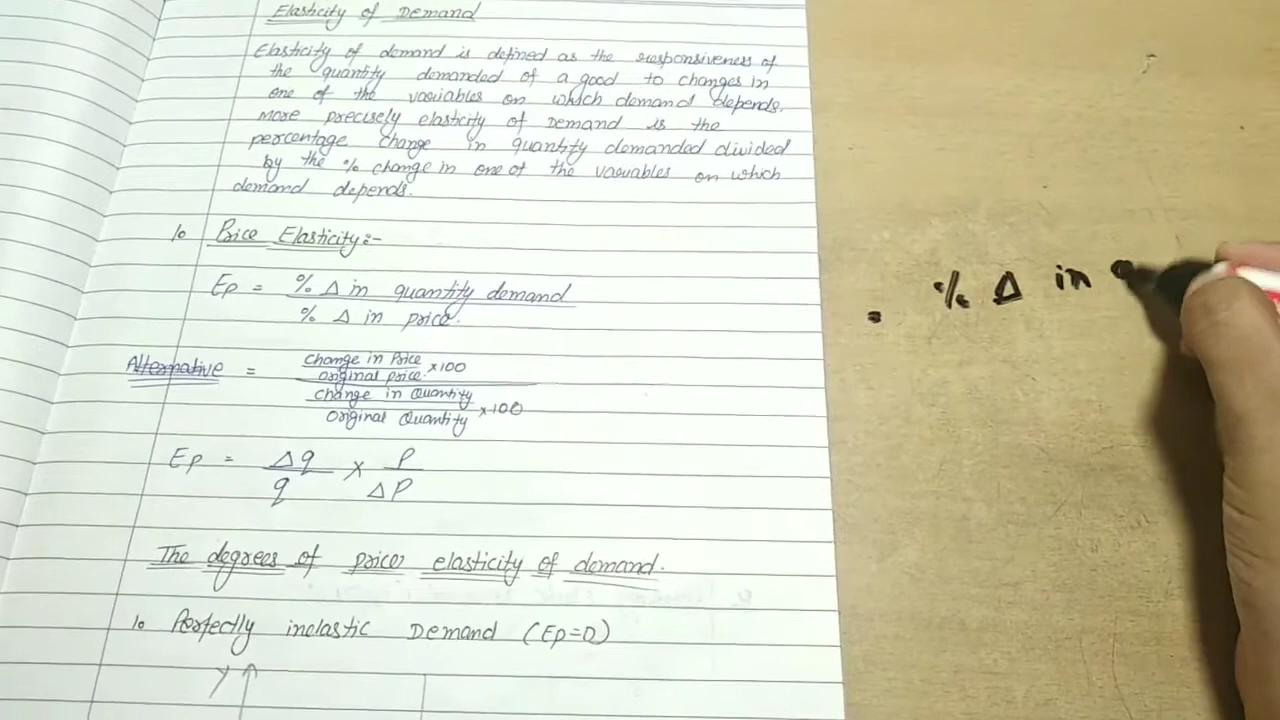 Elasticity of Demand
Elasticity of demand is defined as the responsiveness of
the quantity demanded of a good to changes in
one of the variables on which demand depends.
More precisely elasticity of Demand is the
percentage change in quantity demanded divided
by the % change in one of the variables on which
demand depends.
1. Price Elasticity:-
Ep = % Δ in quantity demand
% Δ in price.
Alternative = change in Price × 100
original price.
change in Quantity × 100
Original Quantity
Ep = Δq × P
q ΔP
The degrees of price elasticity of demand.
1. Perfectly inelastic Demand (Ep=0)
Y
% Δ in